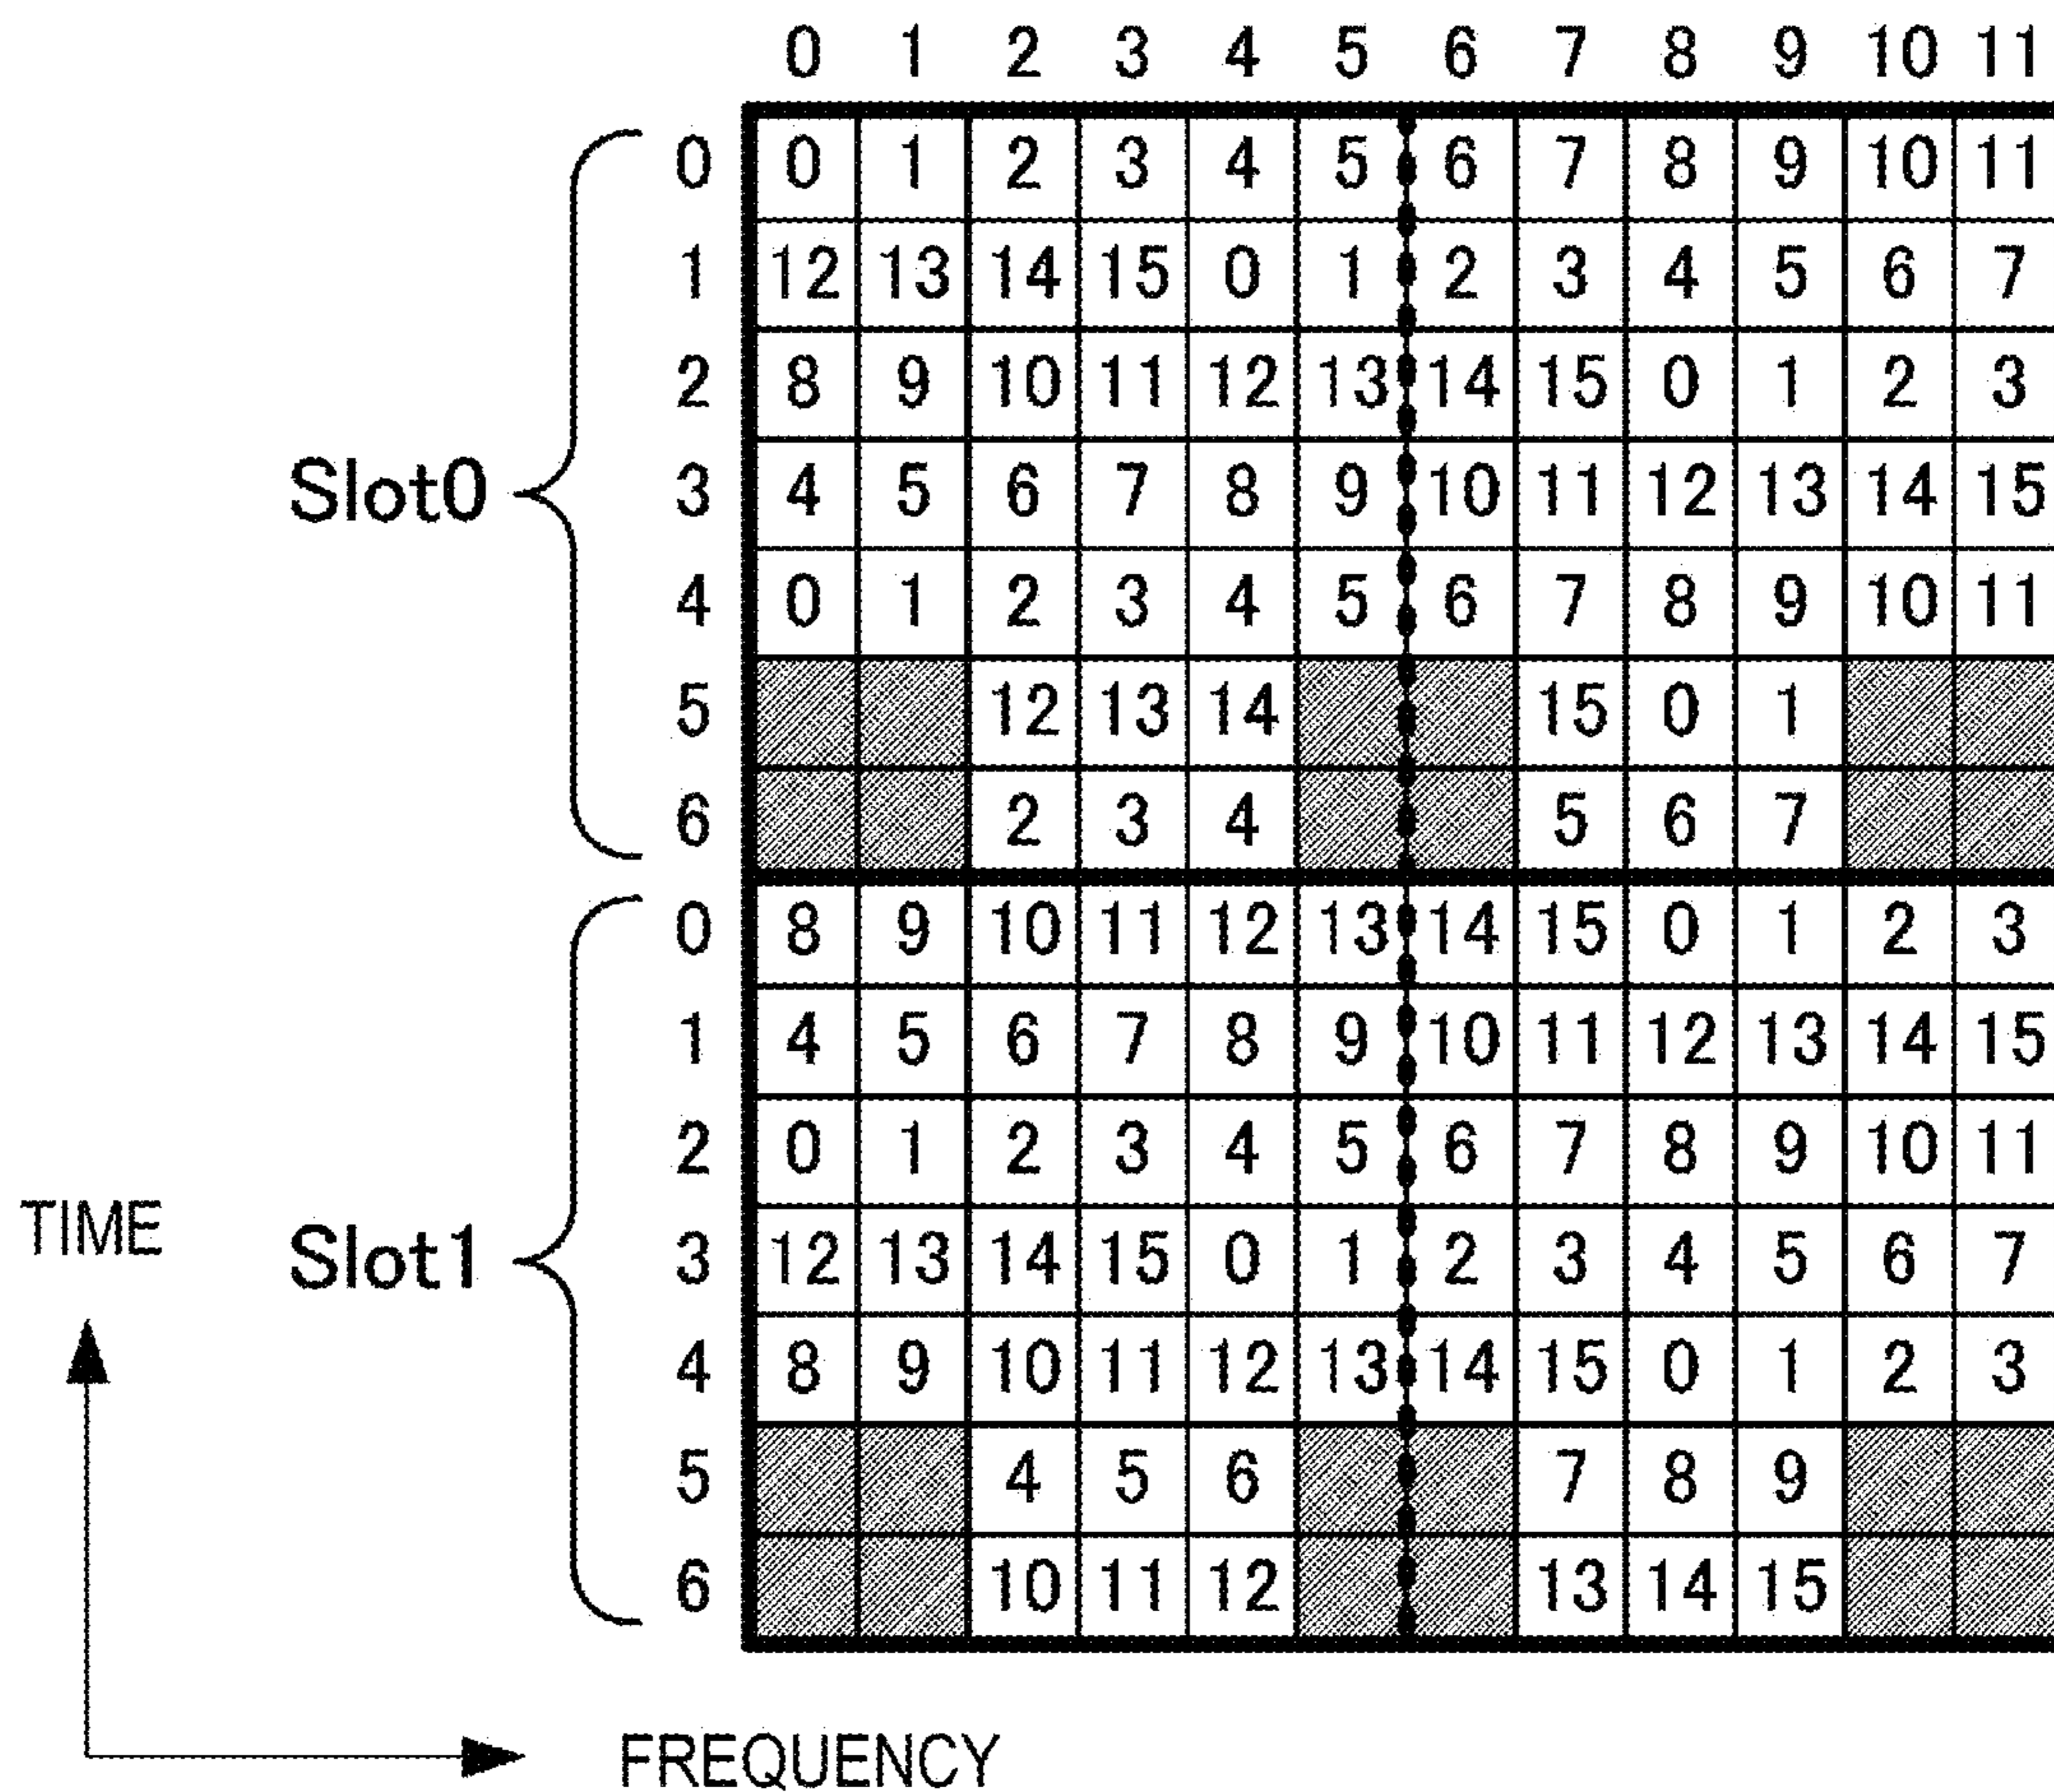 0 1 2 3 4 5 6 7 8 9 10 11
0 0 1 2 3 4 5 6 7 8 9 10 11
1 12 13 14 15 0 1 2 3 4 5 6 7
2 8 9 10 11 12 13 14 15 0 1 2 3
Slot0 3 4 5 6 7 8 9 10 11 12 13 14 15
4 0 1 2 3 4 5 6 7 8 9 10 11
5 12 13 14 15 0 1
6 2 3 4 5 6 7
0 8 9 10 11 12 13 14 15 0 1 2 3
1 4 5 6 7 8 9 10 11 12 13 14 15
2 0 1 2 3 4 5 6 7 8 9 10 11
TIME Slot1 3 12 13 14 15 0 1 2 3 4 5 6 7
4 8 9 10 11 12 13 14 15 0 1 2 3
5 4 5 6 7 8 9
6 10 11 12 13 14 15
FREQUENCY